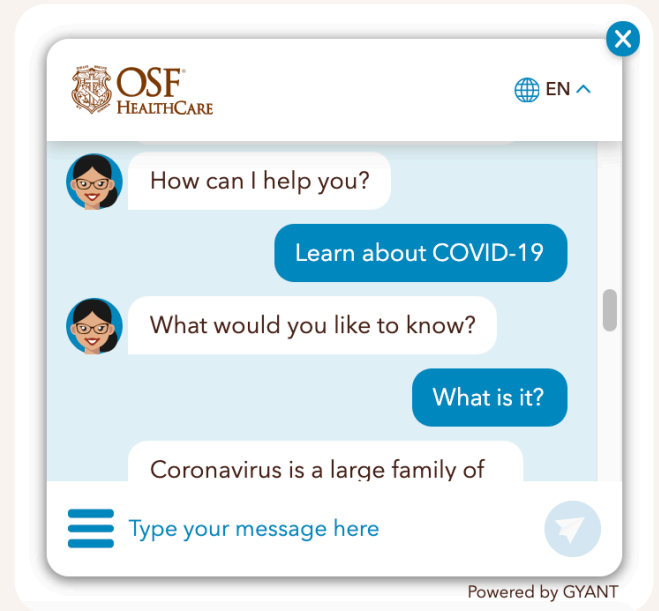 OSF
HEALTHCARE
EN
How can I help you?
Learn about COVID-19
What would you like to know?
What is it?
Coronavirus is a large family of
Type your message here
Powered by GYANT